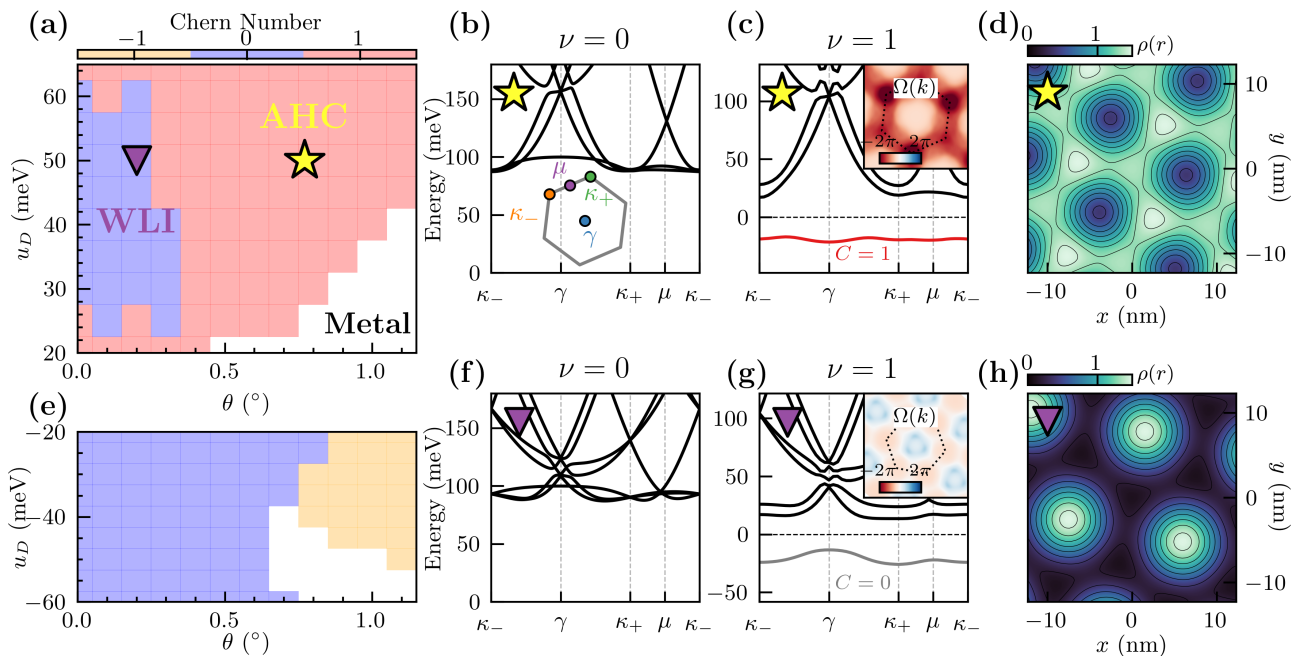 (a)
Chern Number
−1 0 1
AHC
WLI
Metal
u_D (meV)
60
50
40
30
20
0.0 0.5 1.0
θ (°)
(b)
ν = 0
Energy (meV)
150
100
50
0
μ
κ₋
κ₊
γ
κ₋ γ κ₊ μ κ₋
(c)
ν = 1
Energy (meV)
100
50
0
Ω(k)
−2π 2π
C = 1
κ₋ γ κ₊ μ κ₋
(d)
0 1 ρ(r)
10
0
−10
y (nm)
−10 0 10
x (nm)
(e)
u_D (meV)
−20
−40
−60
0.0 0.5 1.0
θ (°)
(f)
ν = 0
Energy (meV)
150
100
50
0
κ₋ γ κ₊ μ κ₋
(g)
ν = 1
Energy (meV)
100
50
0
−50
Ω(k)
−2π 2π
C = 0
κ₋ γ κ₊ μ κ₋
(h)
0 1 ρ(r)
10
0
−10
y (nm)
−10 0 10
x (nm)